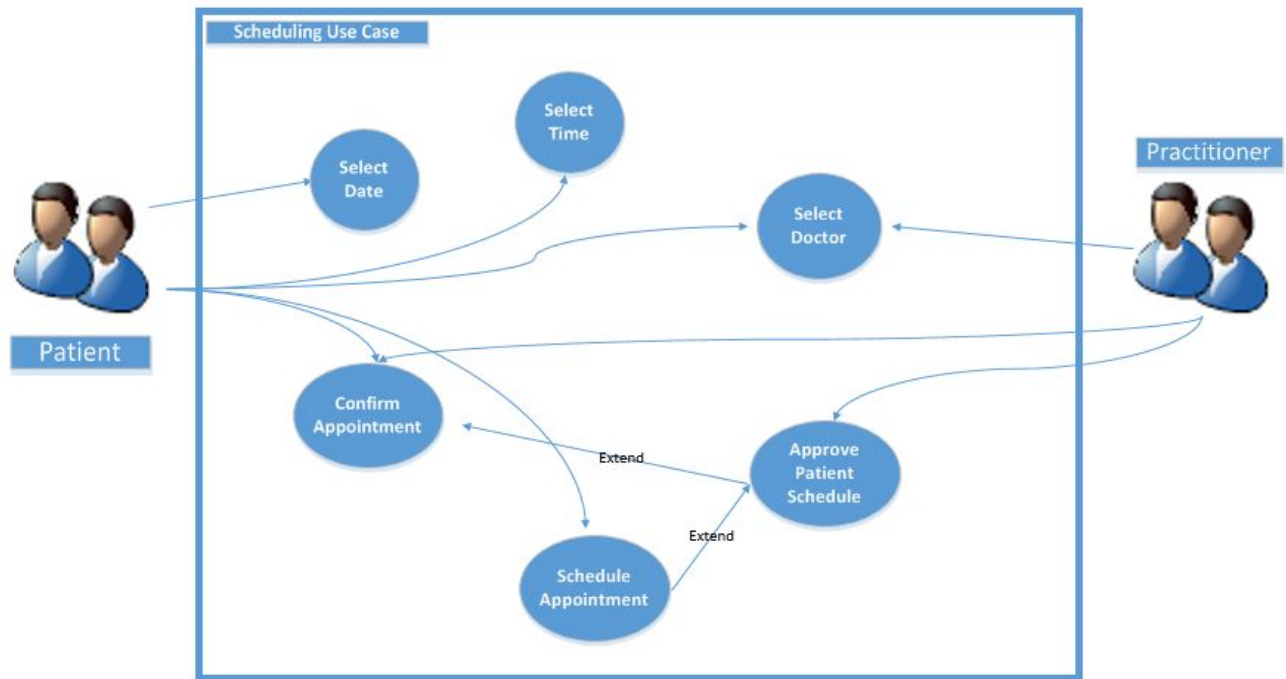 Scheduling Use Case
Select
Time
Select
Date
Practitioner
Select
Doctor
Patient
Confirm
Appointment
Approve
Patient
Schedule
Extend
Extend
Schedule
Appointment